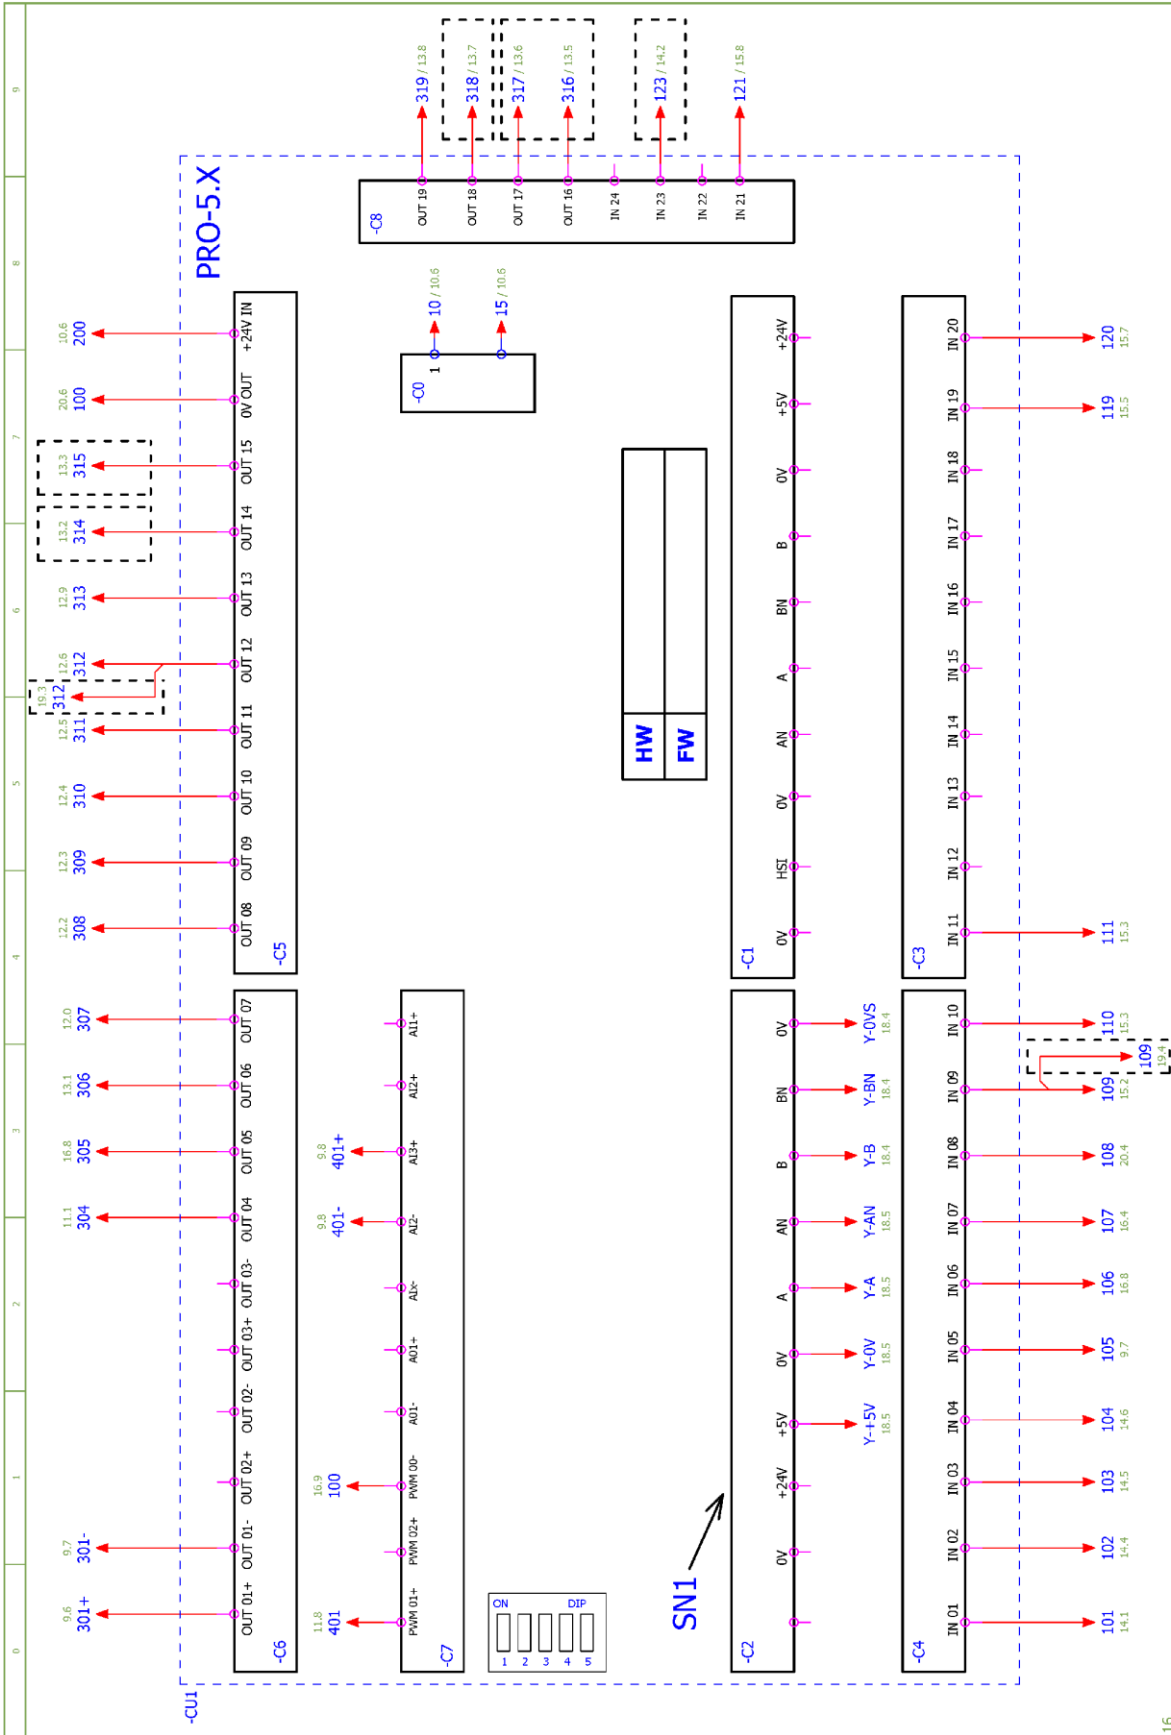 9
8
7
6
5
4
3
2
1
0
319 / 13.8
318 / 13.7
317 / 13.6
316 / 13.5
123 / 14.2
121 / 15.8
PRO-5.X
-C8
OUT 19
OUT 18
OUT 17
OUT 16
IN 24
IN 23
IN 22
IN 21
10 / 10.6
15 / 10.6
-C0
1
10.6
200
20.6
100
13.3
315
13.2
314
12.9
313
12.6
312
19.3
312
12.5
311
12.4
310
12.3
309
12.2
308
+24V IN
0V OUT
OUT 15
OUT 14
OUT 13
OUT 12
OUT 11
OUT 10
OUT 09
OUT 08
-C5
HW
FW
+24V
+5V
0V
B
BN
A
AN
0V
HSI
0V
-C1
IN 20
IN 19
IN 18
IN 17
IN 16
IN 15
IN 14
IN 13
IN 12
IN 11
-C3
120
15.7
119
15.5
111
15.3
12.0
307
13.1
306
16.8
305
11.1
304
9.7
301-
9.6
301+
OUT 07
OUT 06
OUT 05
OUT 04
OUT 03-
OUT 03+
OUT 02-
OUT 02+
OUT 01-
OUT 01+
-C6
9.8
401+
9.8
401-
16.9
100
11.8
401
AI1+
AI2+
AI3+
AI2-
AIx-
A01+
A01-
PWM 00-
PWM 02+
PWM 01+
-C7
ON
DIP
1
2
3
4
5
SN1
0V
BN
B
AN
A
0V
+5V
+24V
0V
-C2
Y-0VS
18.4
Y-BN
18.4
Y-B
18.4
Y-AN
18.5
Y-A
18.5
Y-0V
18.5
Y-+5V
18.5
IN 10
IN 09
IN 08
IN 07
IN 06
IN 05
IN 04
IN 03
IN 02
IN 01
-C4
110
15.3
109
19.4
109
15.2
108
20.4
107
16.4
106
16.8
105
9.7
104
14.6
103
14.5
102
14.4
101
14.1
-CU1
16